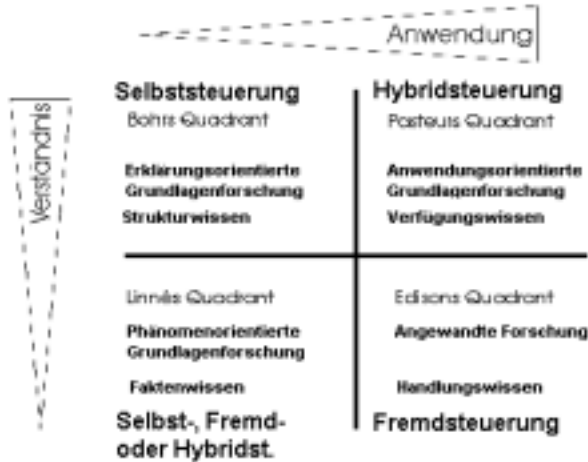 Anwendung
Verständnis
Selbststeuerung
Bohrs Quadrant
Erklärungsorientierte
Grundlagenforschung
Strukturwissen
Hybridsteuerung
Pasteurs Quadrant
Anwendungsorientierte
Grundlagenforschung
Verfügungswissen
Linnés Quadrant
Phänomenorientierte
Grundlagenforschung
Faktenwissen
Selbst-, Fremd-
oder Hybridst.
Edisons Quadrant
Angewandte Forschung
Handlungswissen
Fremdsteuerung